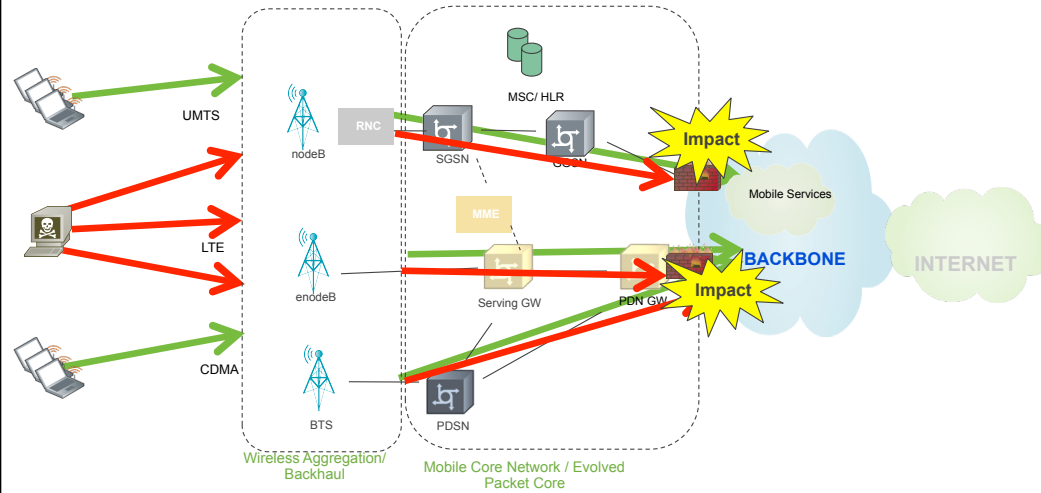 MSC/ HLR
UMTS
RNC
Impact
nodeB
SGSN
GGSN
Mobile Services
MME
LTE
BACKBONE
INTERNET
enodeB
Serving GW
PDN GW
Impact
CDMA
BTS
PDSN
Wireless Aggregation/
Backhaul
Mobile Core Network / Evolved
Packet Core